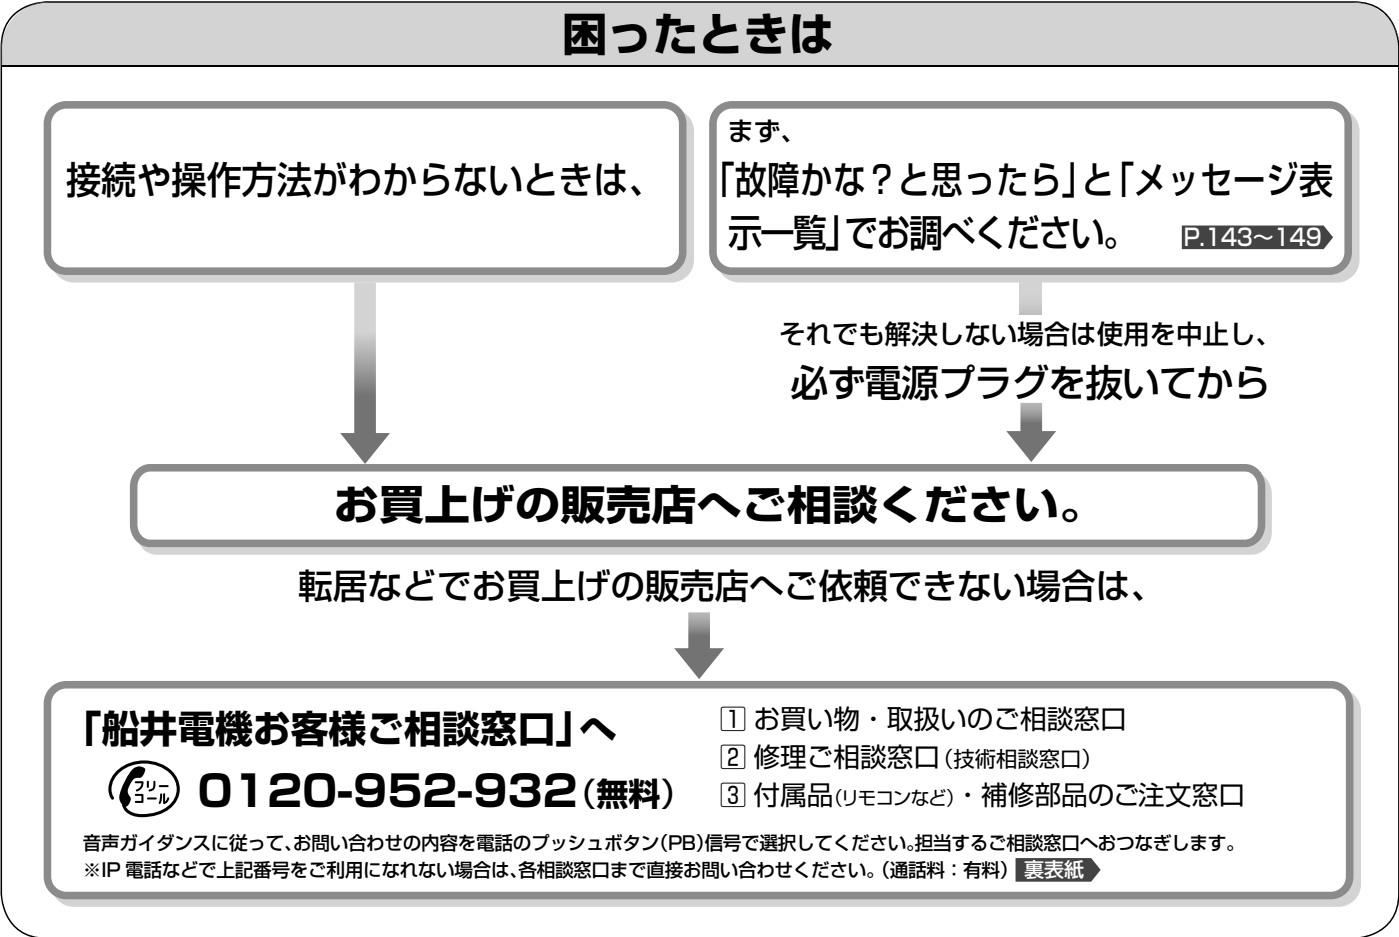 困ったときは
接続や操作方法がわからないときは、
まず、
「故障かな?と思ったら」と「メッセージ表
示一覧」でお調べください。 P.143~149
それでも解決しない場合は使用を中止し、
必ず電源プラグを抜いてから
お買上げの販売店へご相談ください。
転居などでお買上げの販売店へご依頼できない場合は、
「船井電機お客様ご相談窓口」へ
フリー
コール
0120-952-932(無料)
1 お買い物・取扱いのご相談窓口
2 修理ご相談窓口(技術相談窓口)
3 付属品(リモコンなど)・補修部品のご注文窓口
音声ガイダンスに従って、お問い合わせの内容を電話のプッシュボタン(PB)信号で選択してください。担当するご相談窓口へおつなぎします。
※IP 電話などで上記番号をご利用になれない場合は、各相談窓口まで直接お問い合わせください。(通話料:有料) 裏表紙